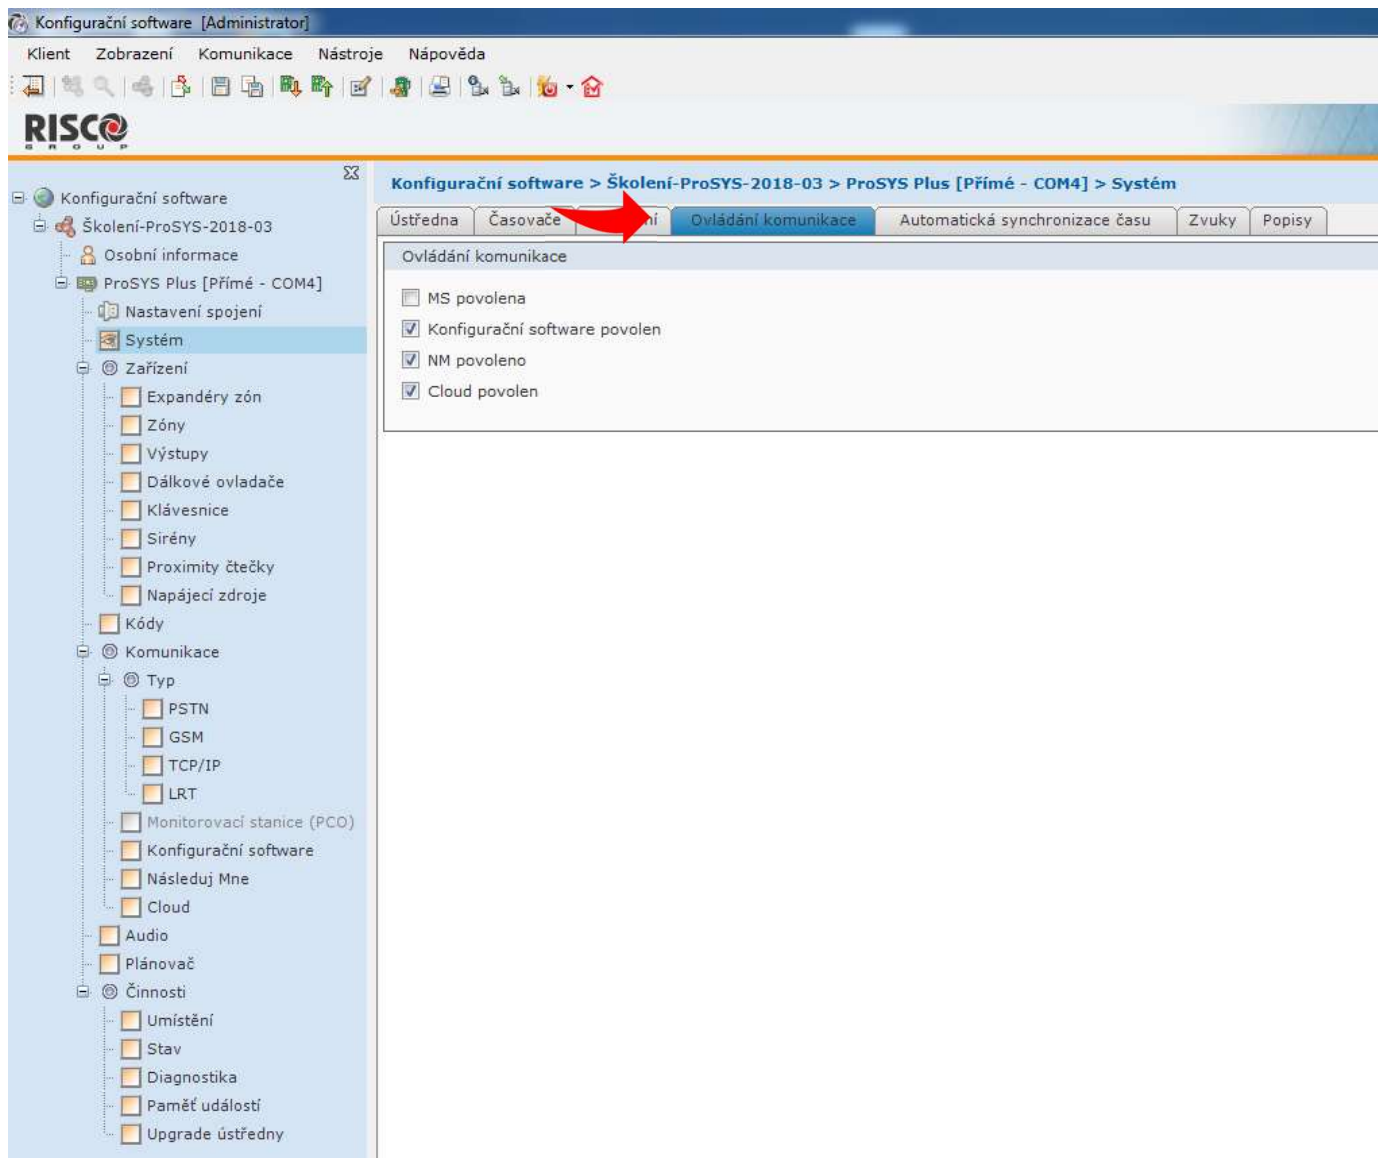 Konfigurační software [Administrator]
Klient Zobrazení Komunikace Nástroje Nápověda
RISCO
GROUP
Konfigurační software > Školení-ProSYS-2018-03 > ProSYS Plus [Přímé - COM4] > Systém
Ústředna Časovače ní Ovládání komunikace Automatická synchronizace času Zvuky Popisy
Ovládání komunikace
MS povolena
Konfigurační software povolen
NM povoleno
Cloud povolen
Konfigurační software
Školení-ProSYS-2018-03
Osobní informace
ProSYS Plus [Přímé - COM4]
Nastavení spojení
Systém
Zařízení
Expandéry zón
Zóny
Výstupy
Dálkové ovladače
Klávesnice
Sirény
Proximity čtečky
Napájecí zdroje
Kódy
Komunikace
Typ
PSTN
GSM
TCP/IP
LRT
Monitorovací stanice (PCO)
Konfigurační software
Následuj Mne
Cloud
Audio
Plánovač
Činnosti
Umístění
Stav
Diagnostika
Paměť událostí
Upgrade ústředny